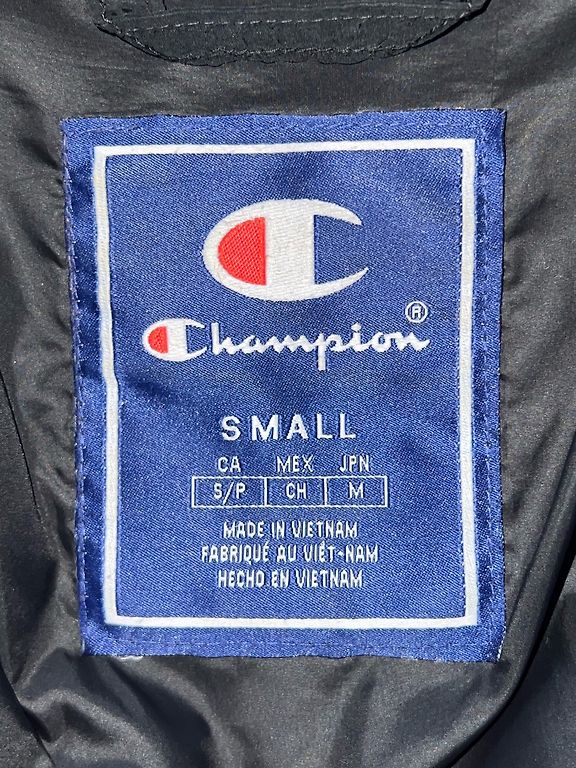 Champion®
SMALL
CA MEX JPN
S/P CH M
MADE IN VIETNAM
FABRIQUÉ AU VIÊT-NAM
HECHO EN VIETNAM